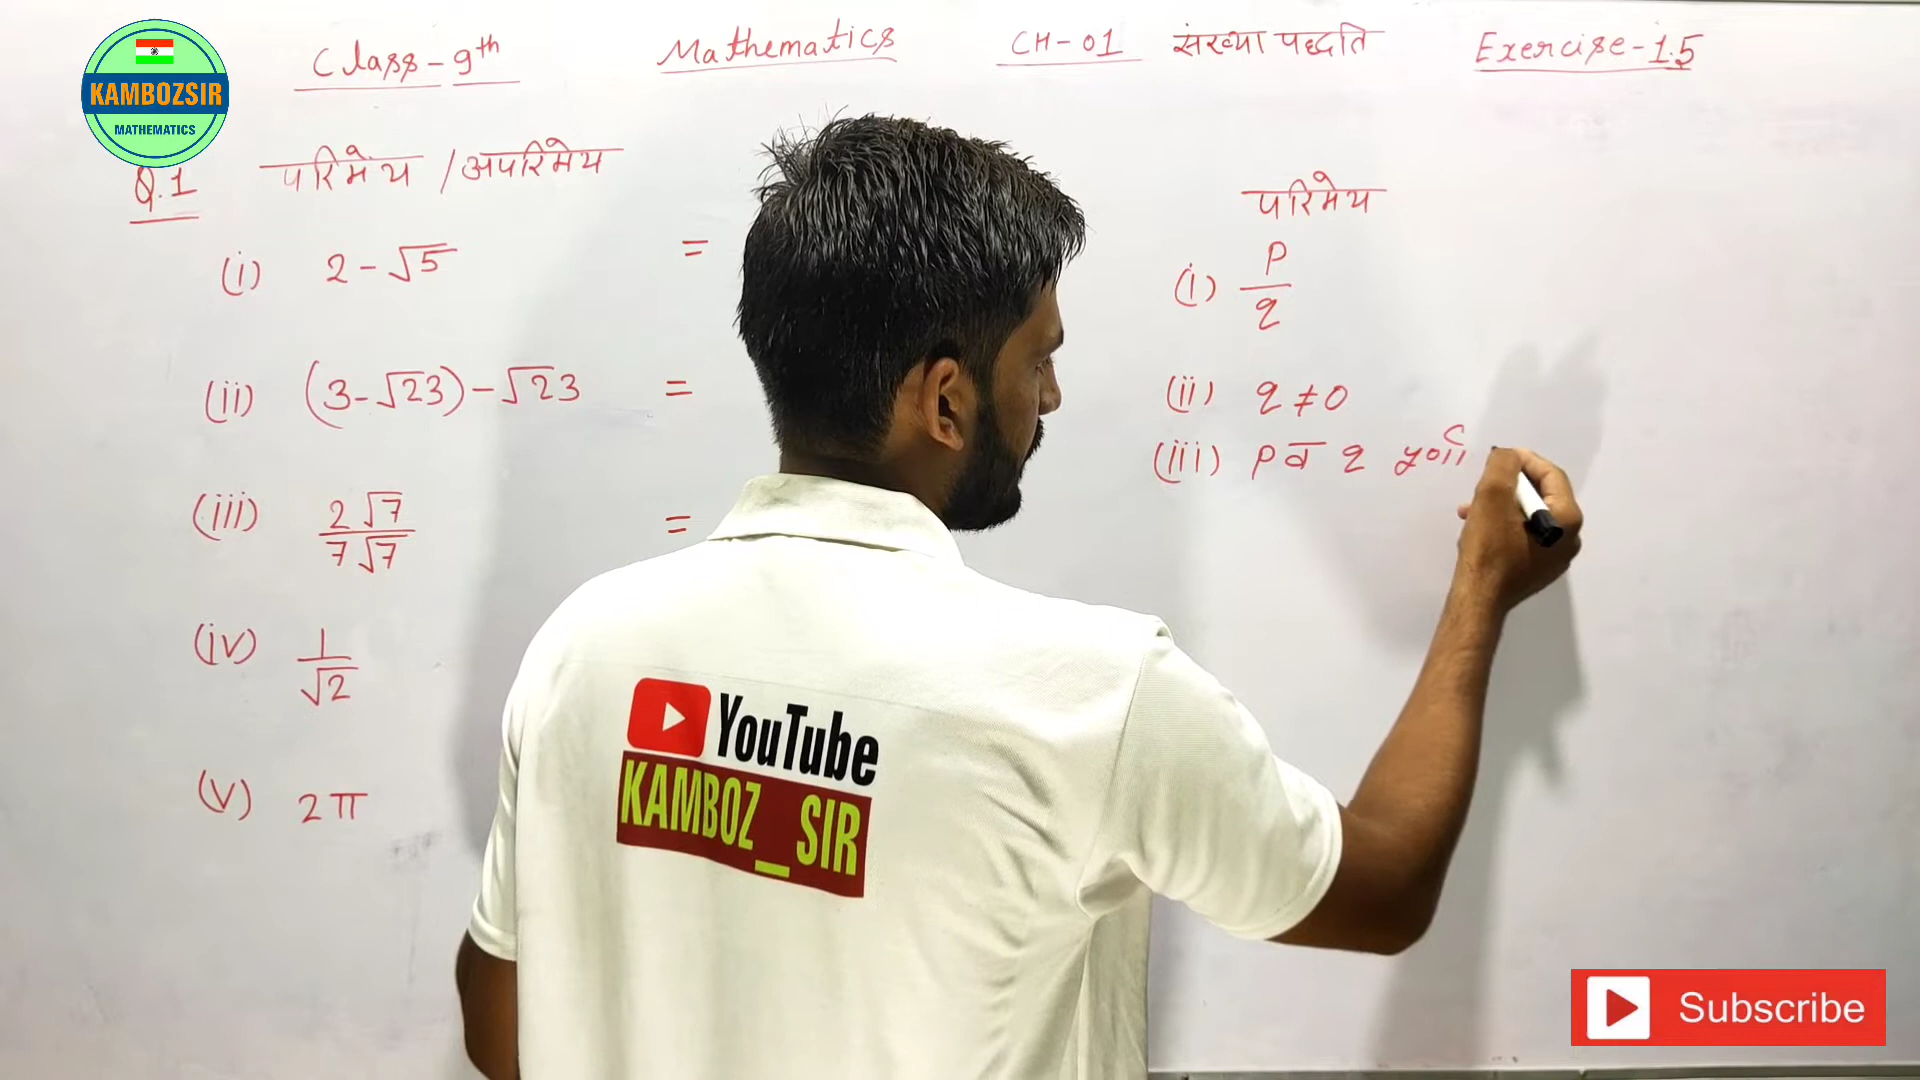 Class-9th Mathematics CH-01 संख्या पद्धति Exercise-1.5
KAMBOZSIR
MATHEMATICS
Q.1 परिमेय / अपरिमेय
(i) 2-√5 =
(ii) (3-√23)-√23 =
(iii) 2√7/7√7 =
(iv) 1/√2
(v) 2π
परिमेय
(i) p/q
(ii) q≠0
(iii) p व q
YouTube
KAMBOZ_SIR
Subscribe